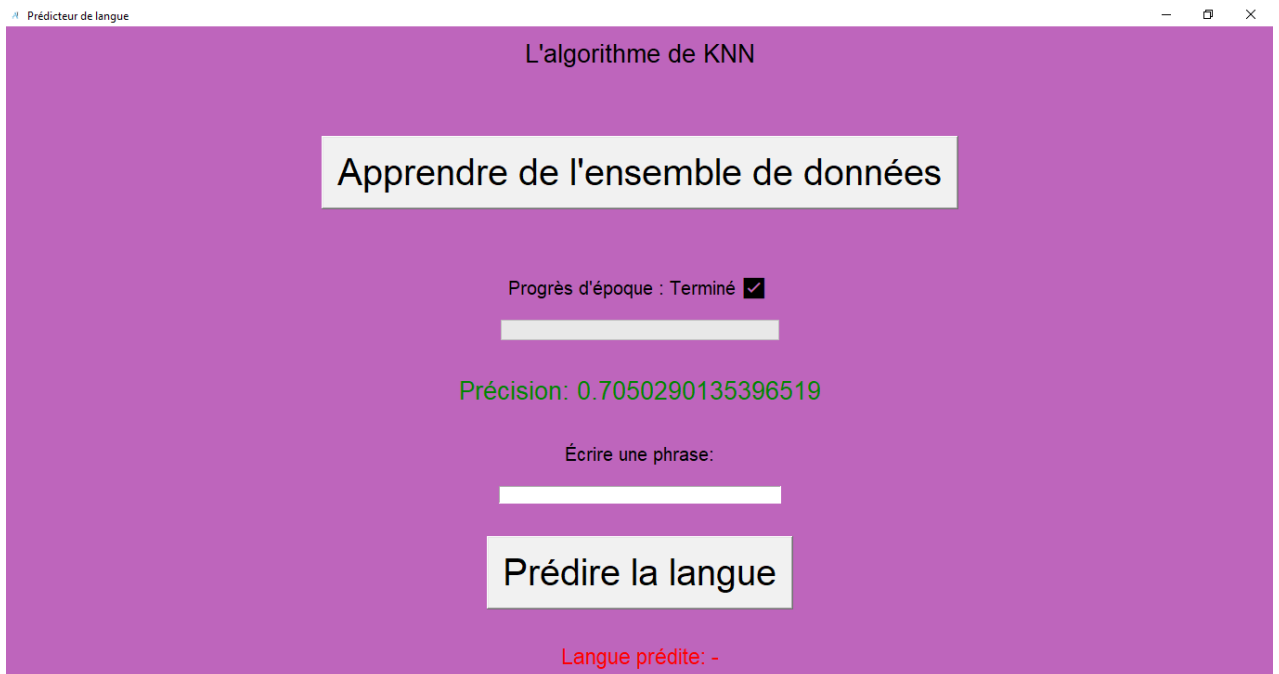 Prédicteur de langue
L'algorithme de KNN
Apprendre de l'ensemble de données
Progrès d'époque : Terminé ✓
Précision: 0.7050290135396519
Écrire une phrase:
Prédire la langue
Langue prédite: -